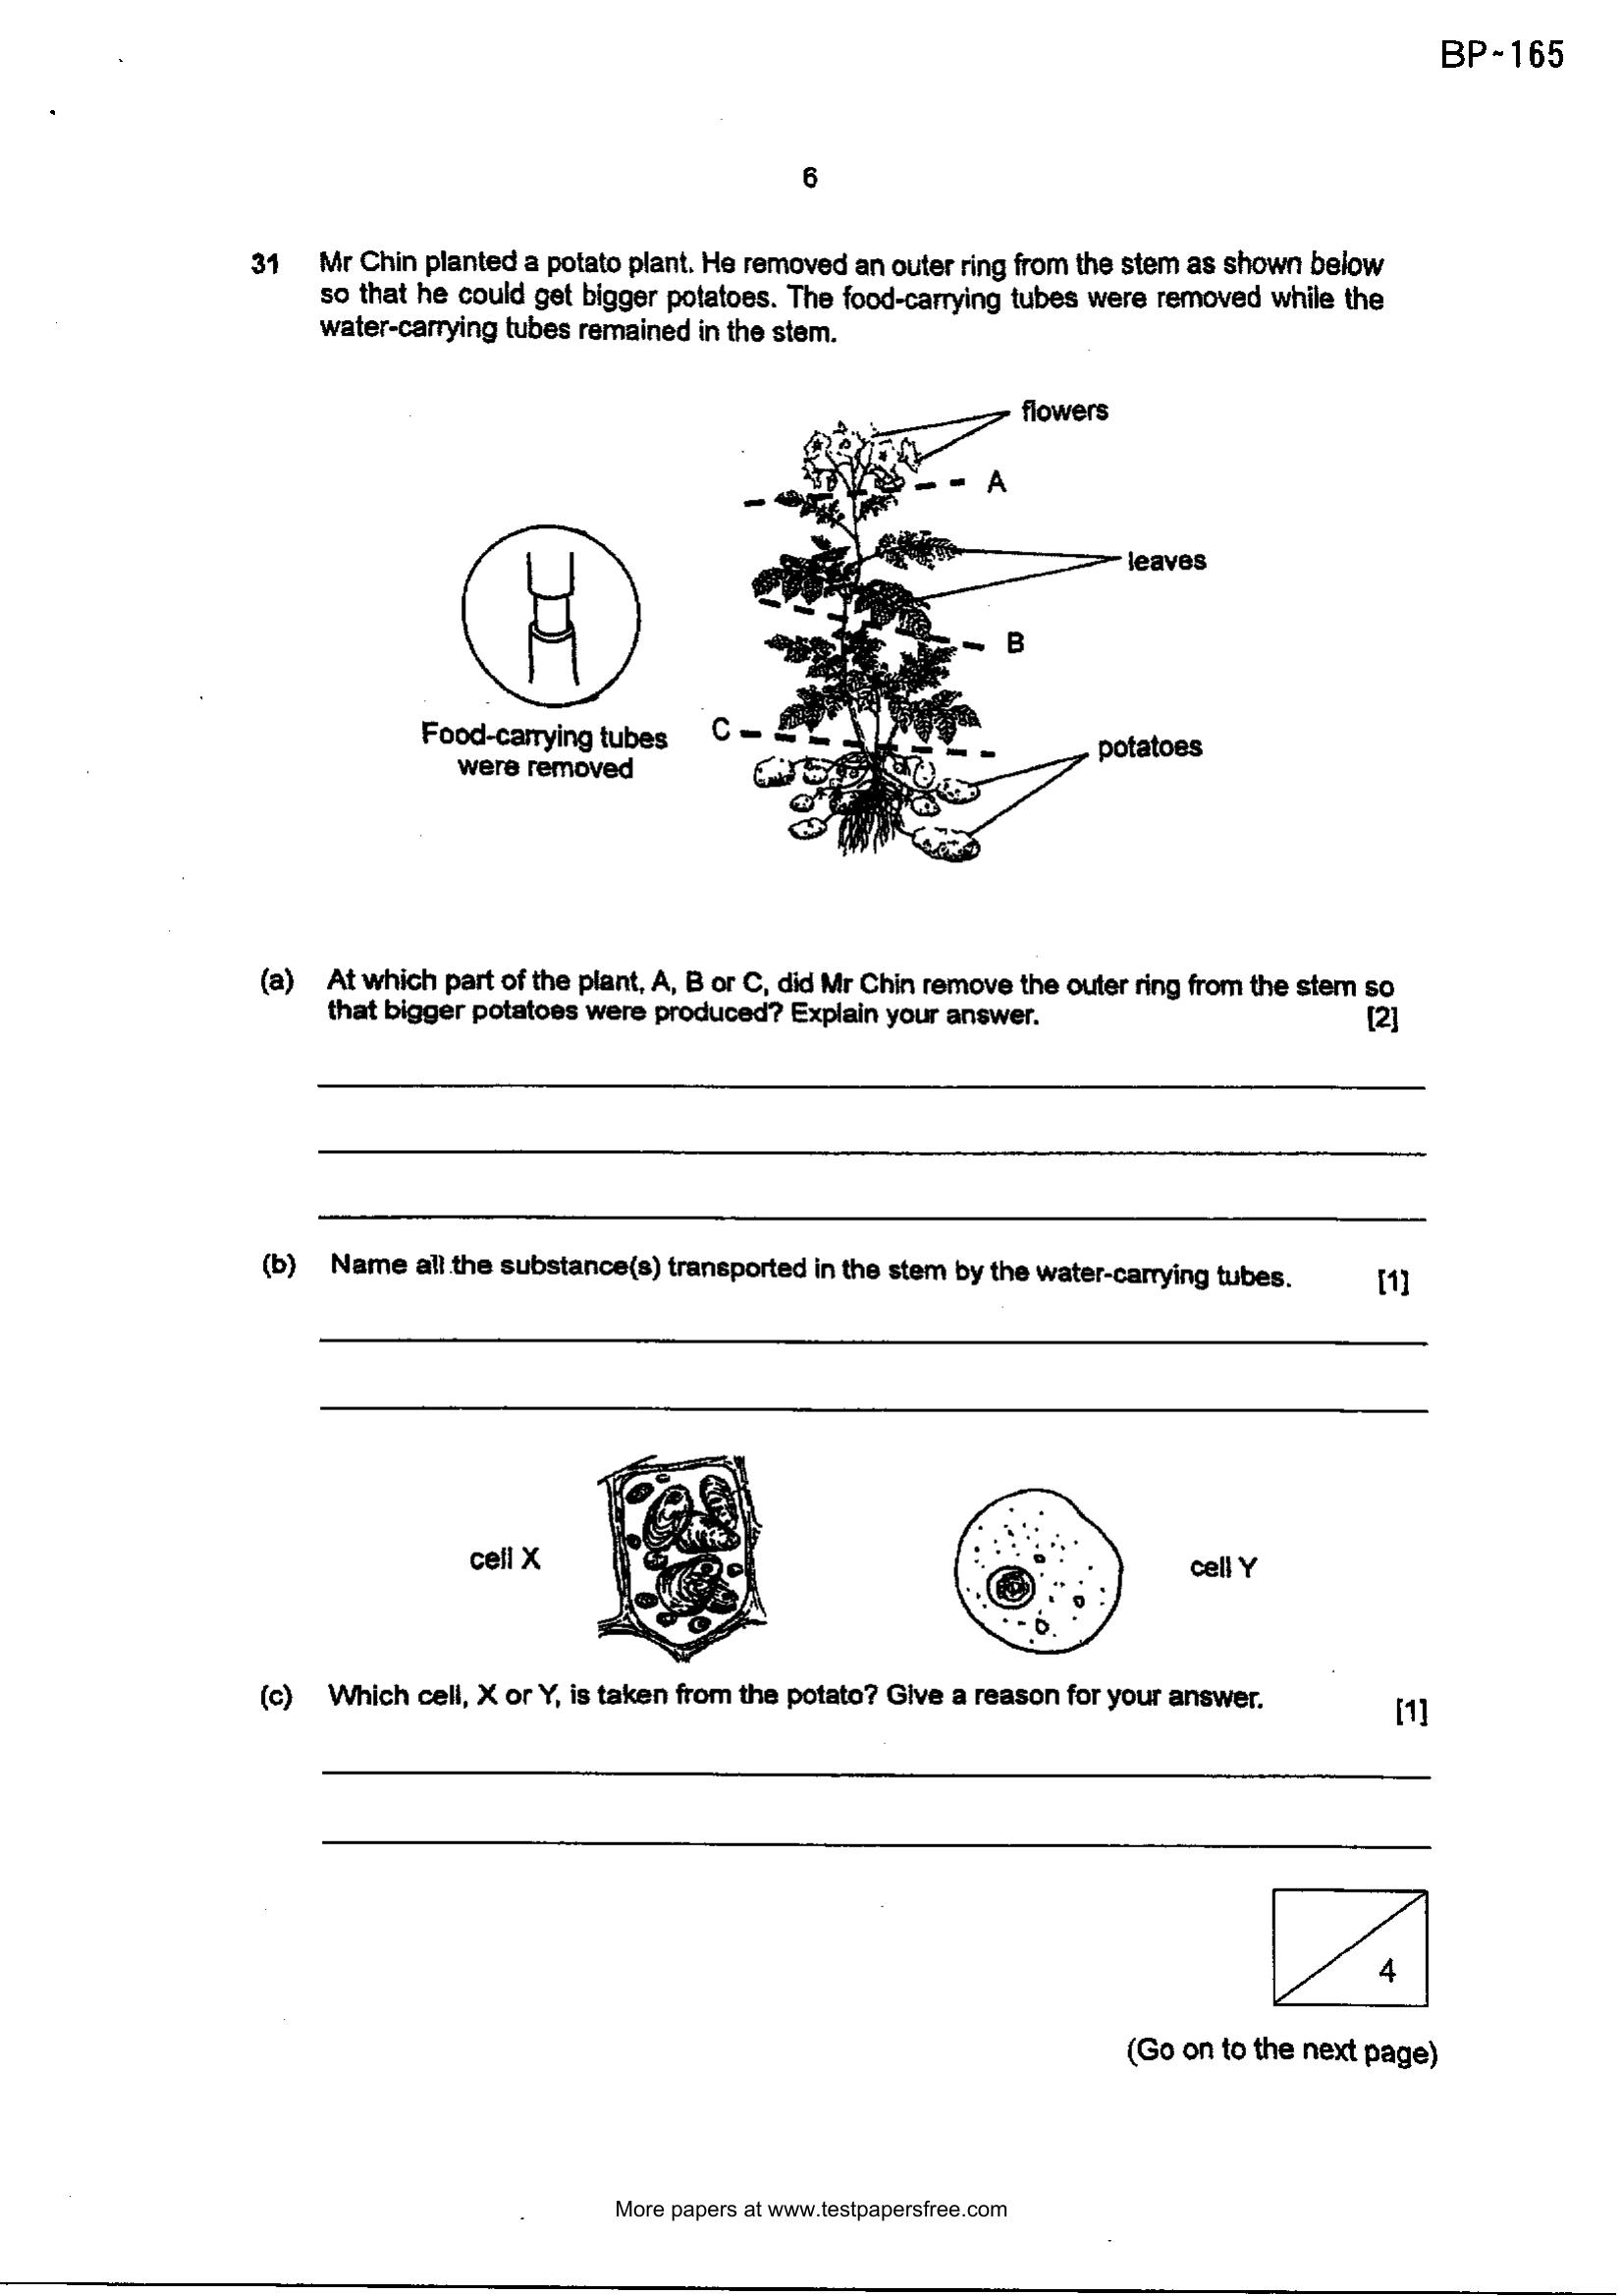 BP-165
6
31 Mr Chin planted a potato plant. He removed an outer ring from the stem as shown below
so that he could get bigger potatoes. The food-carrying tubes were removed while the
water-carrying tubes remained in the stem.
flowers
A
leaves
B
Food-carrying tubes
were removed
C
potatoes
(a) At which part of the plant, A, B or C, did Mr Chin remove the outer ring from the stem so
that bigger potatoes were produced? Explain your answer. [2]
(b) Name all the substance(s) transported in the stem by the water-carrying tubes. [1]
cell X
cell Y
(c) Which cell, X or Y, is taken from the potato? Give a reason for your answer. [1]
4
(Go on to the next page)
More papers at www.testpapersfree.com